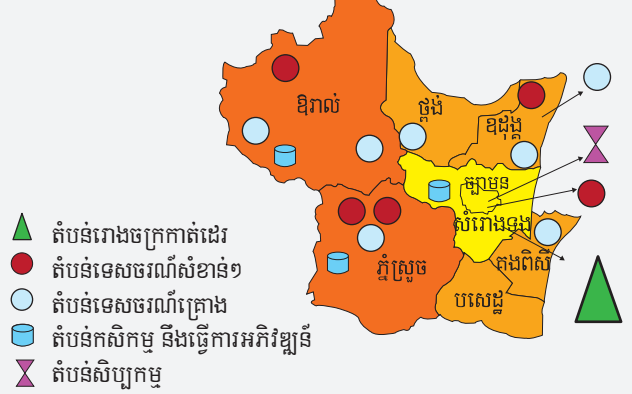 ឱរាល់
ថ្ពង់
ឧដុង្គ
ច្បាមន
សំរោងទង
គងពិសី
ភ្នំស្រួច
បសេដ្ឋ
តំបន់រោងចក្រកាត់ដេរ
តំបន់ទេសចរណ៍សំខាន់ៗ
តំបន់ទេសចរណ៍គ្រោង
តំបន់កសិកម្ម នឹងធ្វើការអភិវឌ្ឍន៍
តំបន់សិប្បកម្ម